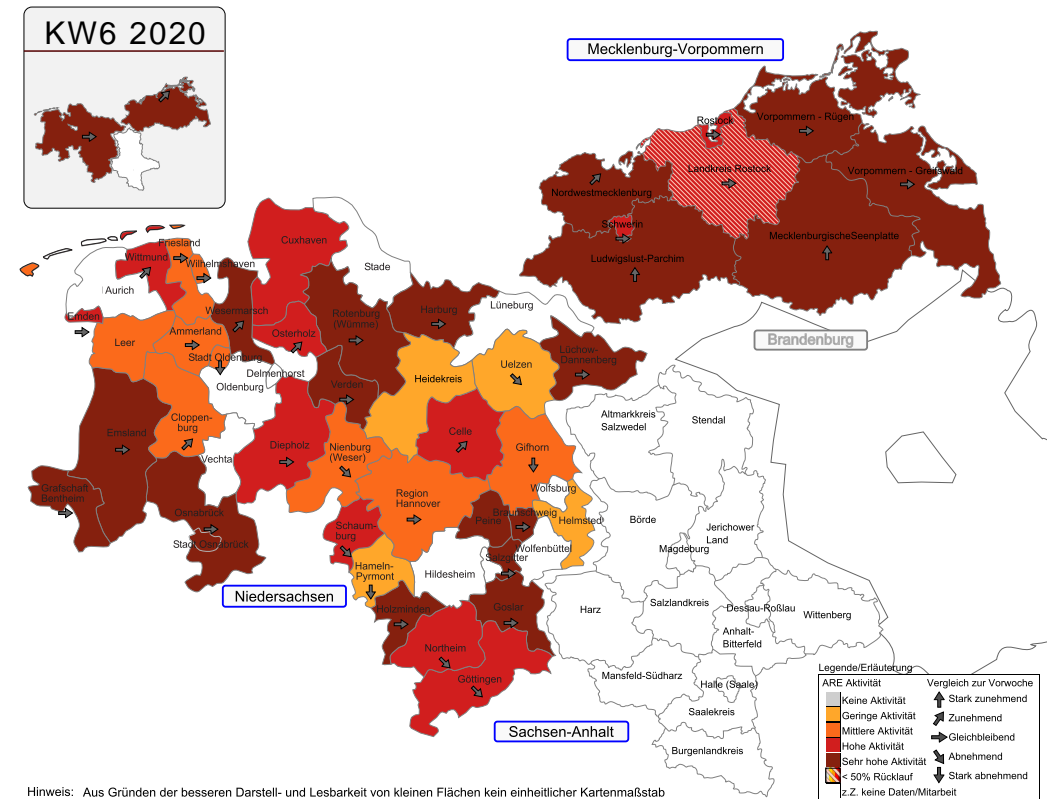 KW6 2020
Mecklenburg-Vorpommern
Rostock
Vorpommern - Rügen
Landkreis Rostock
Vorpommern - Greifswald
Nordwestmecklenburg
Schwerin
MecklenburgischeSeenplatte
Ludwigslust-Parchim
Brandenburg
Cuxhaven
Friesland
Wittmund
Wilhelmshaven
Stade
Aurich
Emden
Wesermarsch
Rotenburg
(Wümme)
Harburg
Lüneburg
Leer
Ammerland
Osterholz
Stadt Oldenburg
Delmenhorst
Oldenburg
Verden
Heidekreis
Uelzen
Lüchow-
Dannenberg
Cloppen-
burg
Emsland
Vechta
Diepholz
Nienburg
(Weser)
Celle
Gifhorn
Altmarkkreis
Salzwedel
Stendal
Grafschaft
Bentheim
Osnabrück
Stadt Osnabrück
Region
Hannover
Wolfsburg
Schaum-
burg
Peine
Braunschweig
Helmsted
Börde
Jerichower
Land
Magdeburg
Wolfenbüttel
Salzgitter
Hameln-
Pyrmont
Hildesheim
Niedersachsen
Holzminden
Goslar
Harz
Salzlandkreis
Dessau-Roßlau
Wittenberg
Anhalt-
Bitterfeld
Northeim
Göttingen
Mansfeld-Südharz
Halle (Saale)
Saalekreis
Sachsen-Anhalt
Burgenlandkreis
Legende/Erläuterung
ARE Aktivität
Vergleich zur Vorwoche
Keine Aktivität
Stark zunehmend
Geringe Aktivität
Zunehmend
Mittlere Aktivität
Gleichbleibend
Hohe Aktivität
Abnehmend
Sehr hohe Aktivität
Stark abnehmend
< 50% Rücklauf
z.Z. keine Daten/Mitarbeit
Hinweis: Aus Gründen der besseren Darstell- und Lesbarkeit von kleinen Flächen kein einheitlicher Kartenmaßstab